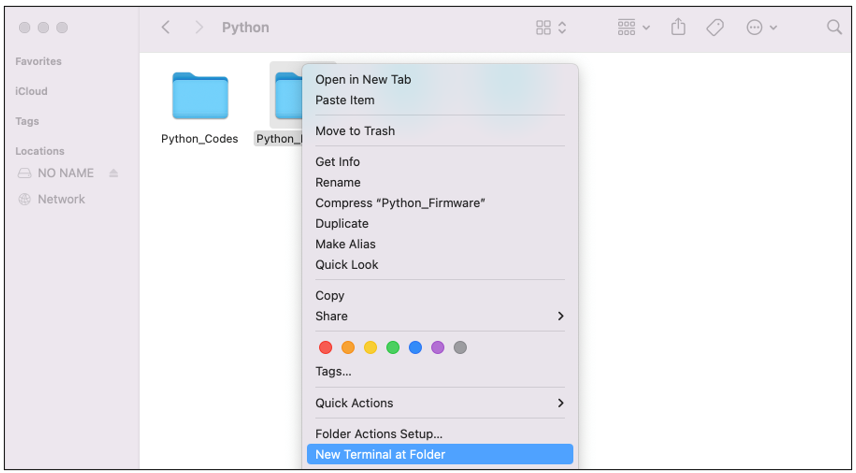 Python
Favorites
iCloud
Tags
Locations
NO NAME
Network
Python_Codes
Open in New Tab
Paste Item
Move to Trash
Get Info
Rename
Compress “Python_Firmware”
Duplicate
Make Alias
Quick Look
Copy
Share
Tags...
Quick Actions
Folder Actions Setup...
New Terminal at Folder